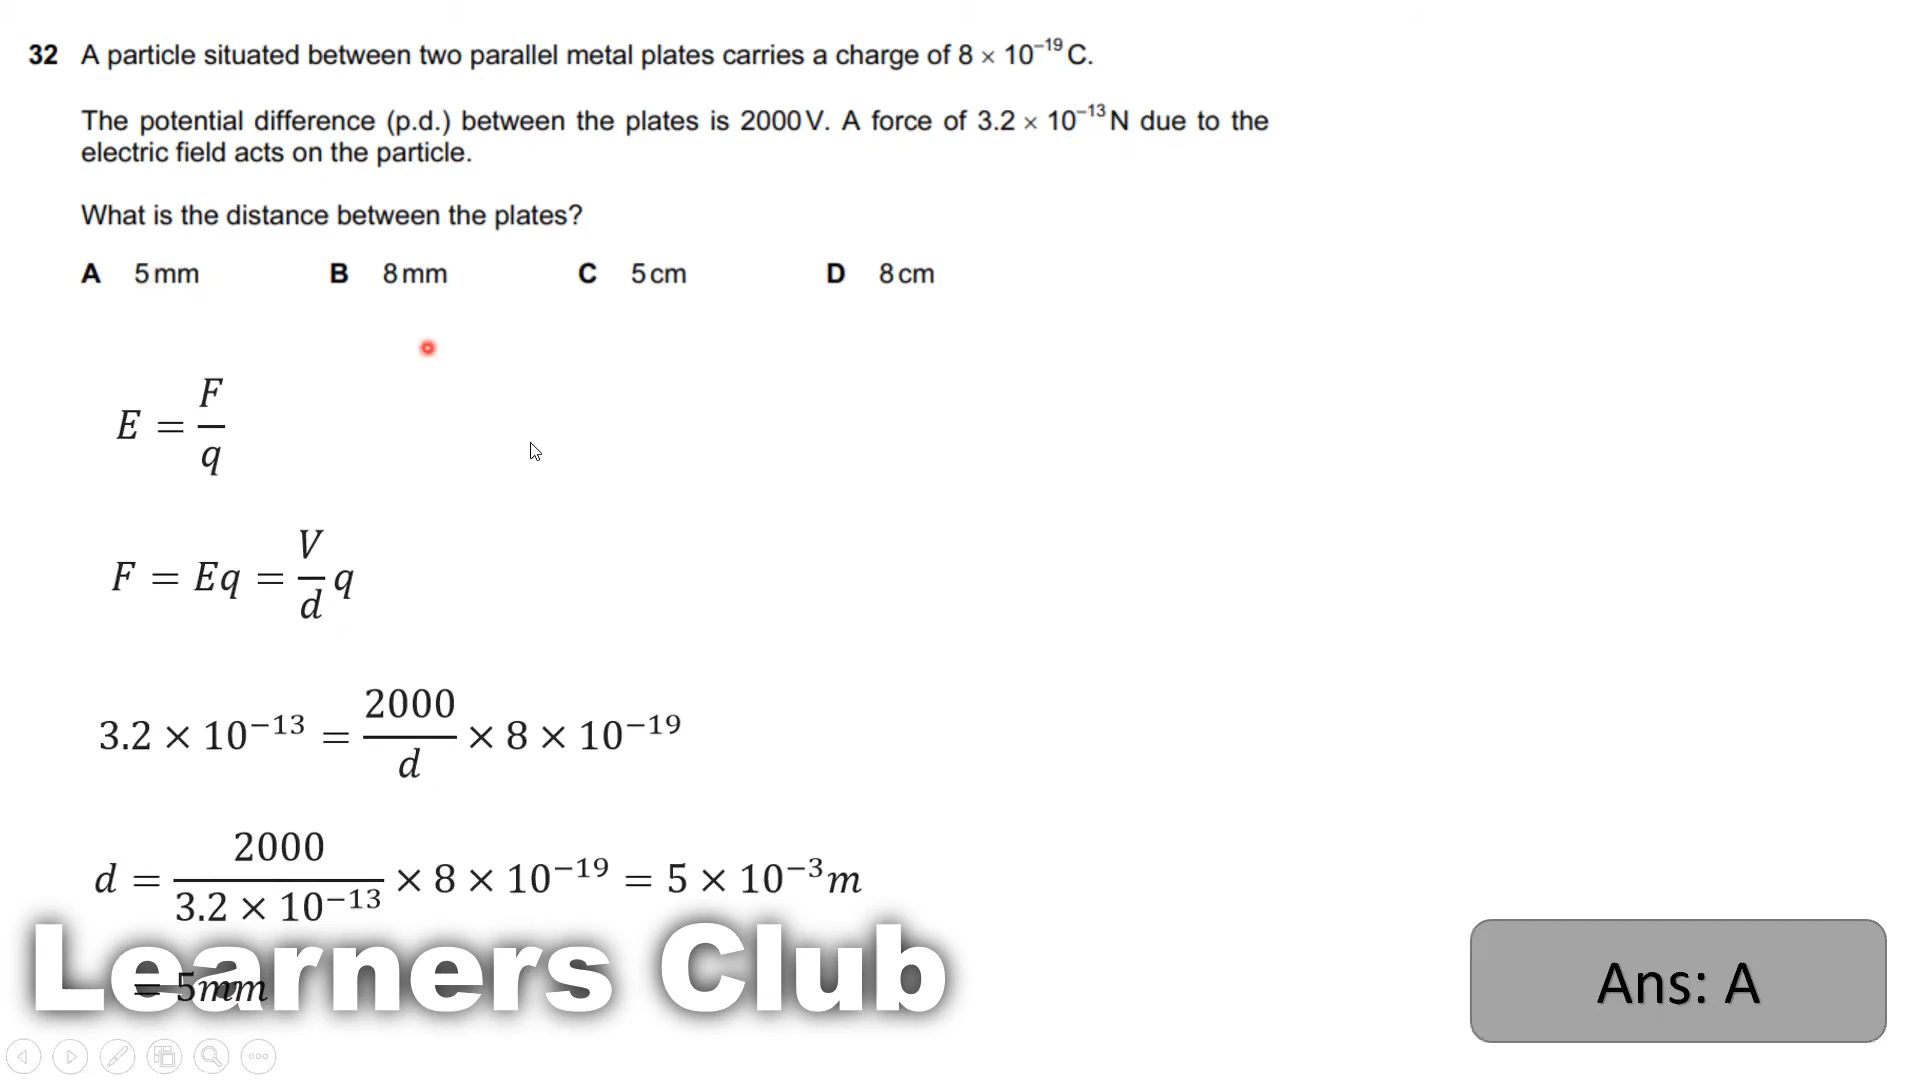 32 A particle situated between two parallel metal plates carries a charge of 8 × 10⁻¹⁹ C.
The potential difference (p.d.) between the plates is 2000 V. A force of 3.2 × 10⁻¹³ N due to the
electric field acts on the particle.
What is the distance between the plates?
A 5 mm B 8 mm C 5 cm D 8 cm
E = F/q
F = Eq = V/d q
3.2 × 10⁻¹³ = 2000/d × 8 × 10⁻¹⁹
d = 2000/(3.2 × 10⁻¹³) × 8 × 10⁻¹⁹ = 5 × 10⁻³ m
= 5mm
Learners Club
Ans: A